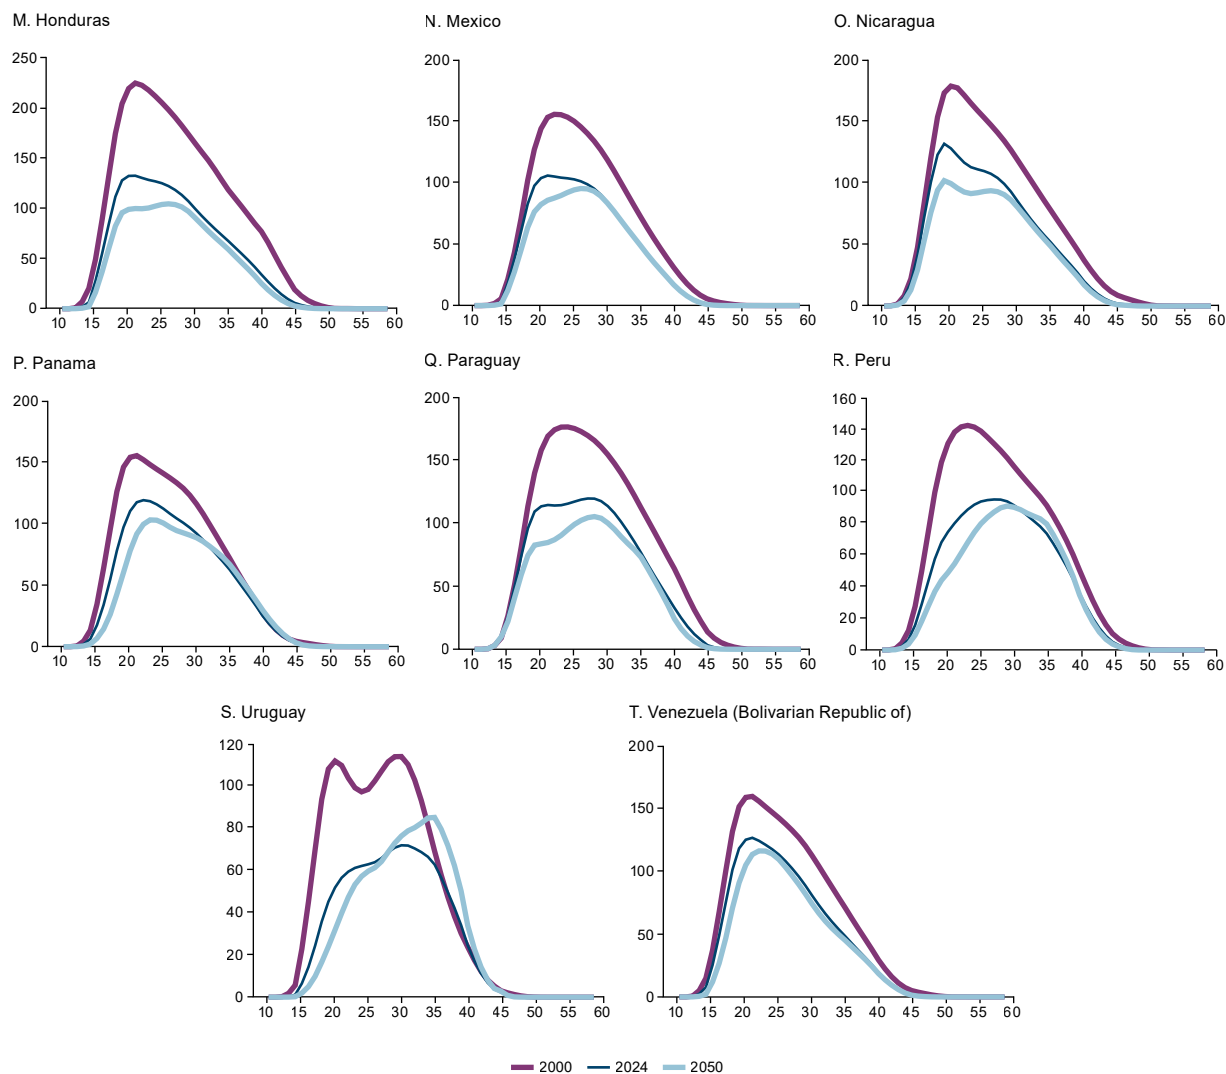 M. Honduras
N. Mexico
O. Nicaragua
250
200
150
100
50
0
10 15 20 25 30 35 40 45 50 55 60
200
150
100
50
0
10 15 20 25 30 35 40 45 50 55 60
200
150
100
50
0
10 15 20 25 30 35 40 45 50 55 60
P. Panama
Q. Paraguay
R. Peru
200
150
100
50
0
10 15 20 25 30 35 40 45 50 55 60
200
150
100
50
0
10 15 20 25 30 35 40 45 50 55 60
160
140
120
100
80
60
40
20
0
10 15 20 25 30 35 40 45 50 55 60
S. Uruguay
T. Venezuela (Bolivarian Republic of)
120
100
80
60
40
20
0
10 15 20 25 30 35 40 45 50 55 60
200
150
100
50
0
10 15 20 25 30 35 40 45 50 55 60
2000 2024 2050